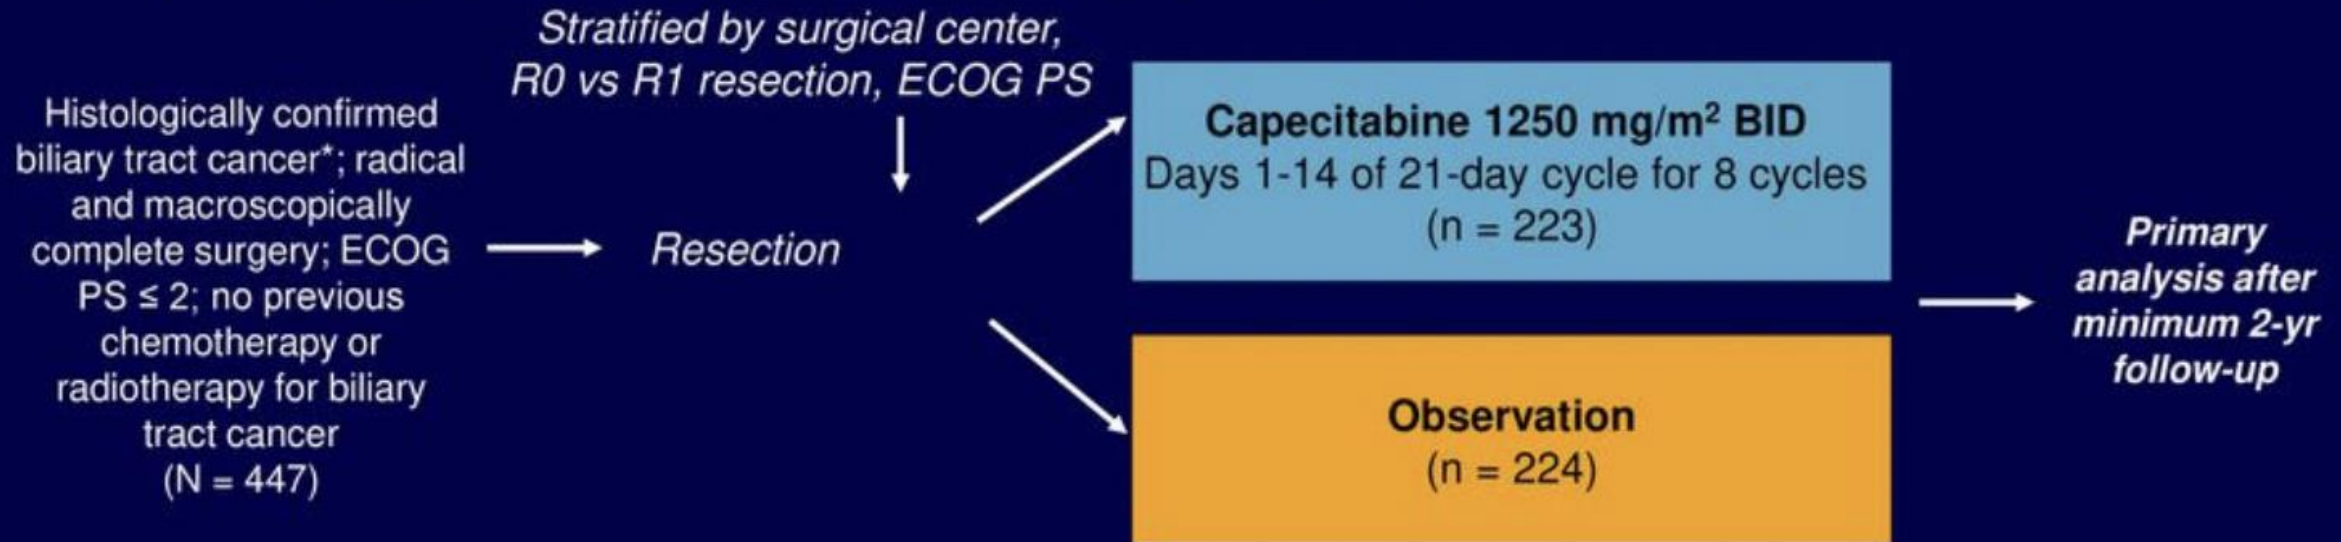 Stratified by surgical center,
R0 vs R1 resection, ECOG PS
Histologically confirmed
biliary tract cancer*; radical
and macroscopically
complete surgery; ECOG
PS ≤ 2; no previous
chemotherapy or
radiotherapy for biliary
tract cancer
(N = 447)
Resection
Capecitabine 1250 mg/m² BID
Days 1-14 of 21-day cycle for 8 cycles
(n = 223)
Observation
(n = 224)
Primary
analysis after
minimum 2-yr
follow-up